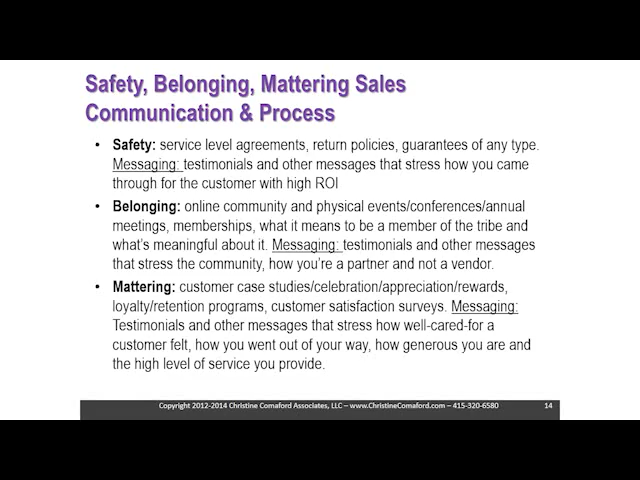 Safety, Belonging, Mattering Sales
Communication & Process
• Safety: service level agreements, return policies, guarantees of any type.
Messaging: testimonials and other messages that stress how you came
through for the customer with high ROI
• Belonging: online community and physical events/conferences/annual
meetings, memberships, what it means to be a member of the tribe and
what's meaningful about it. Messaging: testimonials and other messages
that stress the community, how you're a partner and not a vendor.
• Mattering: customer case studies/celebration/appreciation/rewards,
loyalty/retention programs, customer satisfaction surveys. Messaging:
Testimonials and other messages that stress how well-cared-for a
customer felt, how you went out of your way, how generous you are and
the high level of service you provide.
Copyright 2012-2014 Christine Comaford Associates, LLC – www.ChristineComaford.com – 415-320-6580 14